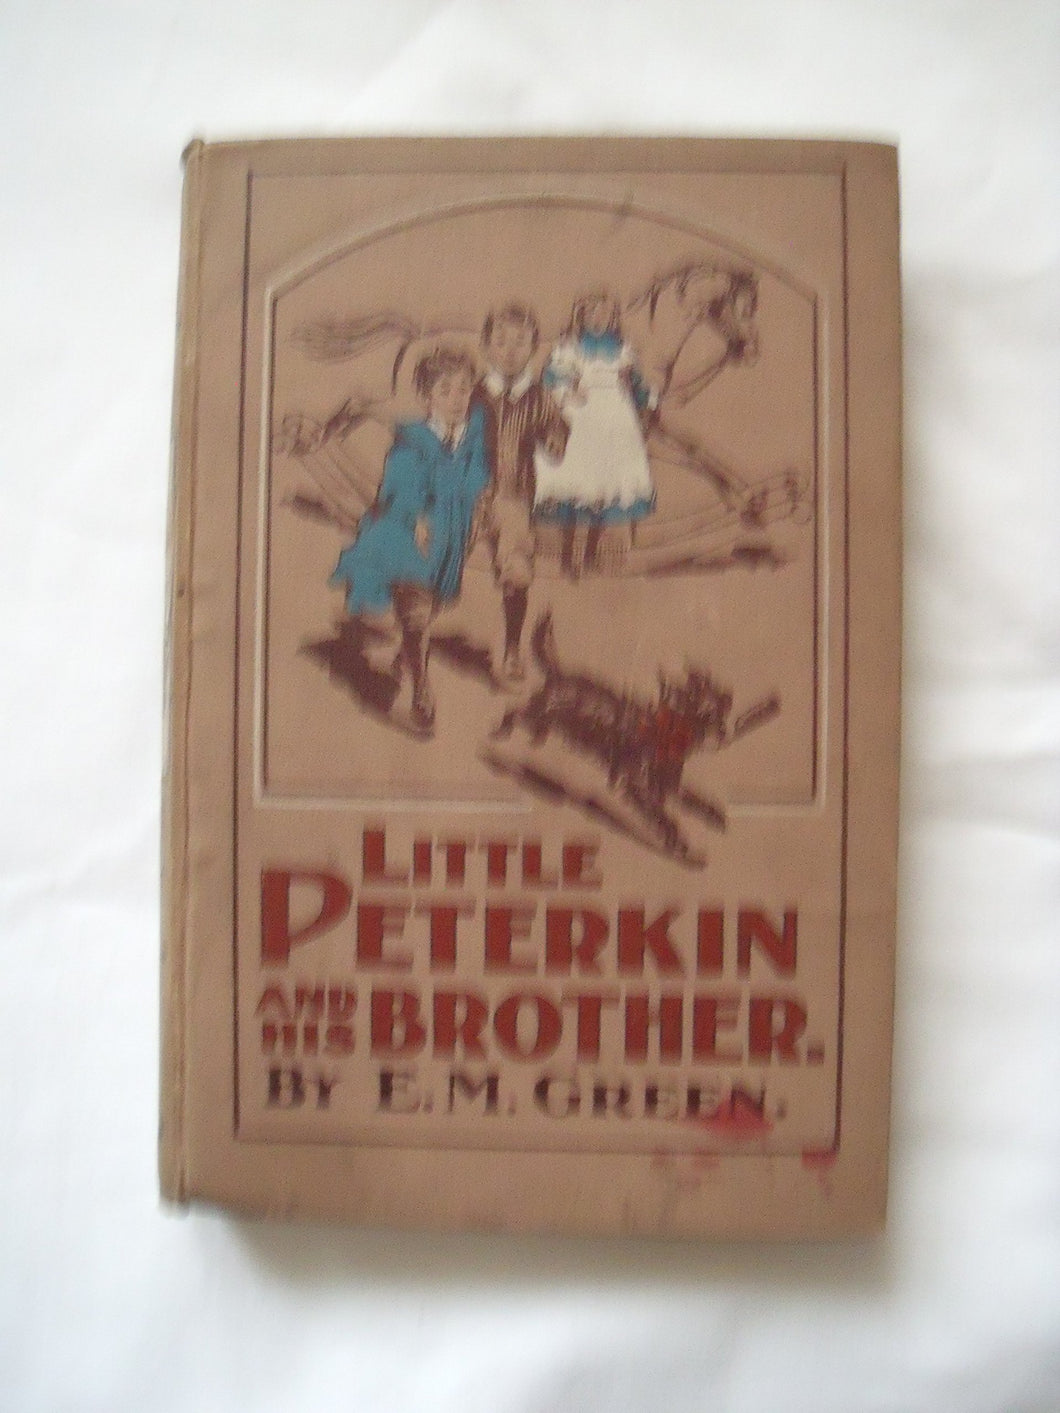 LITTLE
PETERKIN
AND HIS BROTHER.
BY E. M. GREEN.